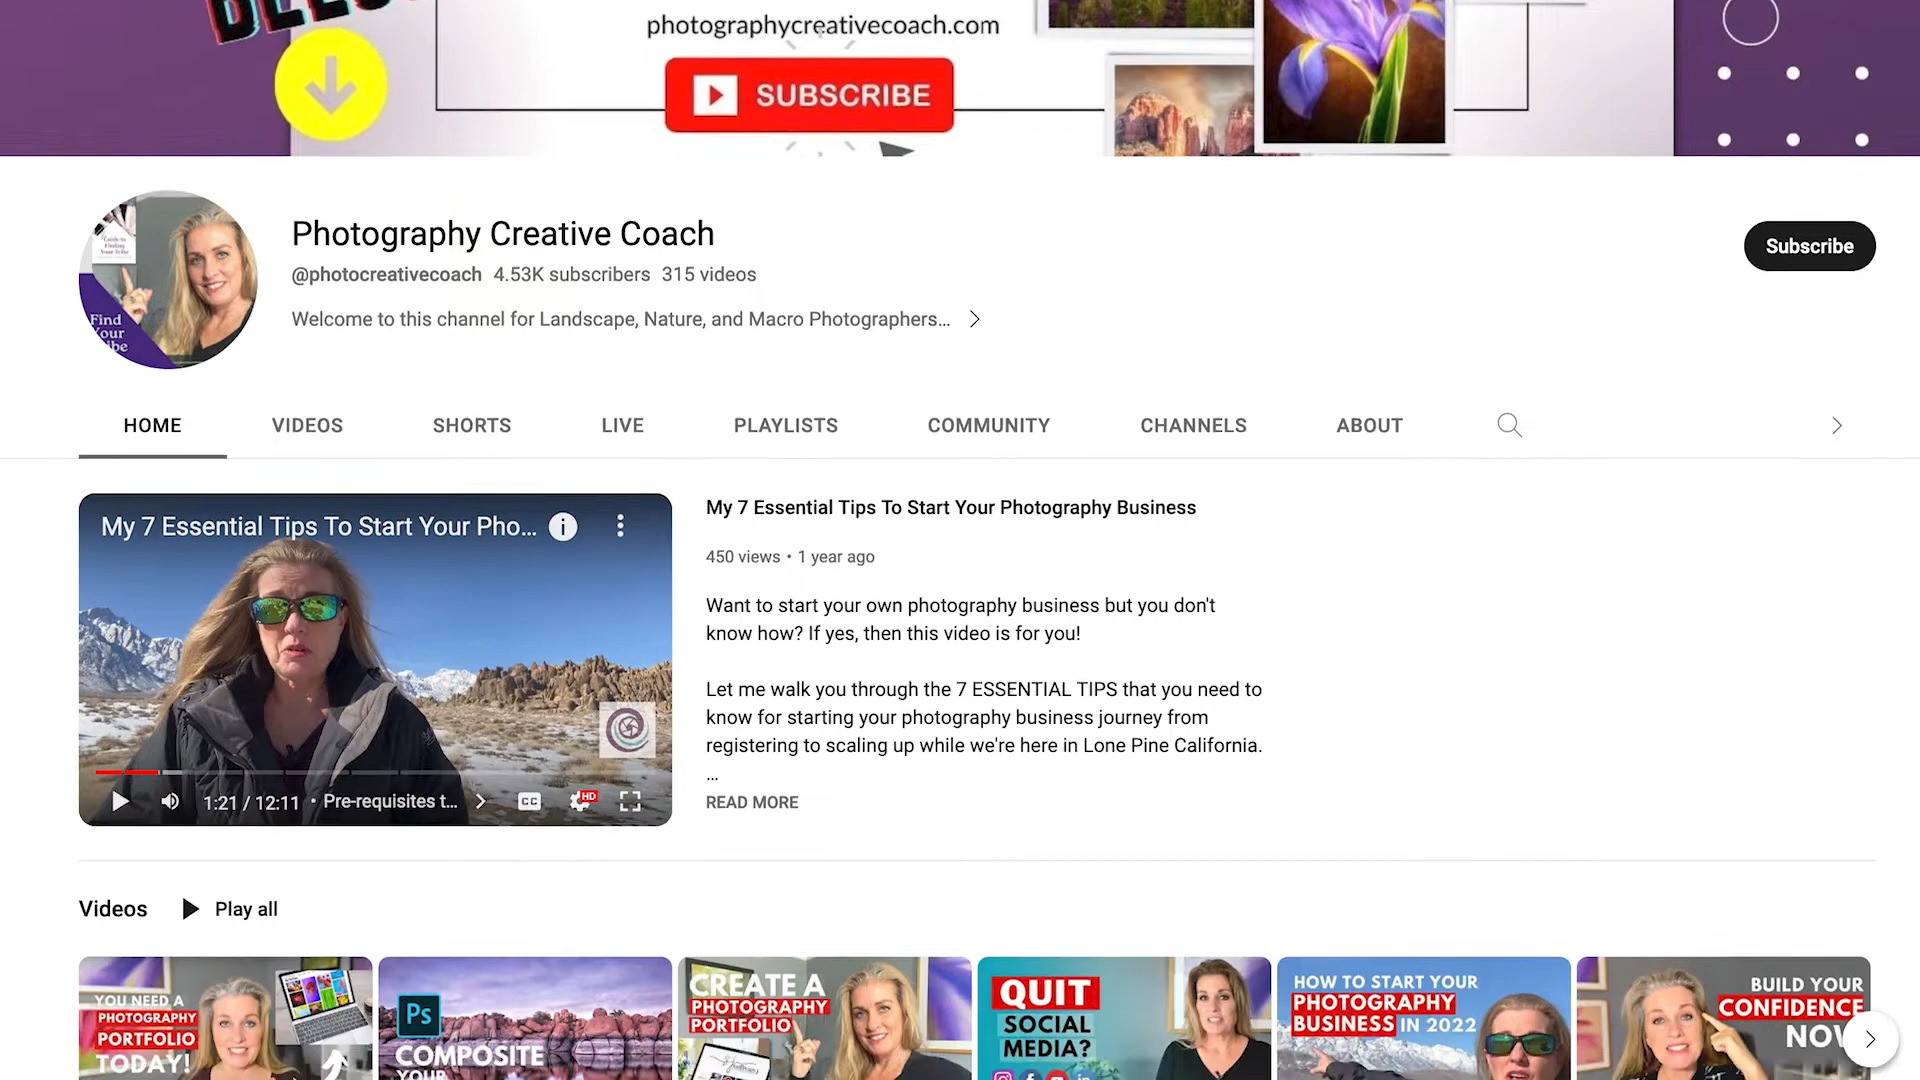 photographycreativecoach.com
SUBSCRIBE
Photography Creative Coach
@photocreativecoach 4.53K subscribers 315 videos
Welcome to this channel for Landscape, Nature, and Macro Photographers...
Subscribe
HOME VIDEOS SHORTS LIVE PLAYLISTS COMMUNITY CHANNELS ABOUT
My 7 Essential Tips To Start Your Pho...
1:21 / 12:11 • Pre-requisites t...
CC
HD
My 7 Essential Tips To Start Your Photography Business
450 views • 1 year ago
Want to start your own photography business but you don't
know how? If yes, then this video is for you!
Let me walk you through the 7 ESSENTIAL TIPS that you need to
know for starting your photography business journey from
registering to scaling up while we're here in Lone Pine California.
...
READ MORE
Videos Play all
YOU NEED A
PHOTOGRAPHY
PORTFOLIO
TODAY!
Ps
COMPOSITE
YOUR
CREATE A
PHOTOGRAPHY
PORTFOLIO
QUIT
SOCIAL
MEDIA?
HOW TO START YOUR
PHOTOGRAPHY
BUSINESS IN 2022
BUILD YOUR
CONFIDENCE
NOW